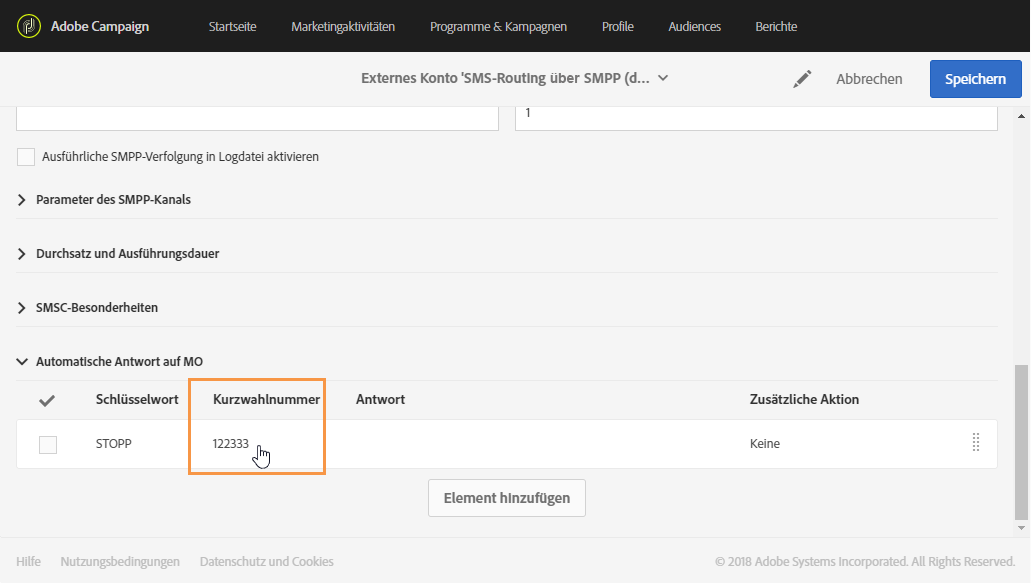 Adobe Campaign Startseite Marketingaktivitäten Programme & Kampagnen Profile Audiences Berichte
Externes Konto 'SMS-Routing über SMPP (d... Abbrechen Speichern
1
Ausführliche SMPP-Verfolgung in Logdatei aktivieren
Parameter des SMPP-Kanals
Durchsatz und Ausführungsdauer
SMSC-Besonderheiten
Automatische Antwort auf MO
Schlüsselwort Kurzwahlnummer Antwort Zusätzliche Aktion
STOPP 122333 Keine
Element hinzufügen
Hilfe Nutzungsbedingungen Datenschutz und Cookies © 2018 Adobe Systems Incorporated. All Rights Reserved.